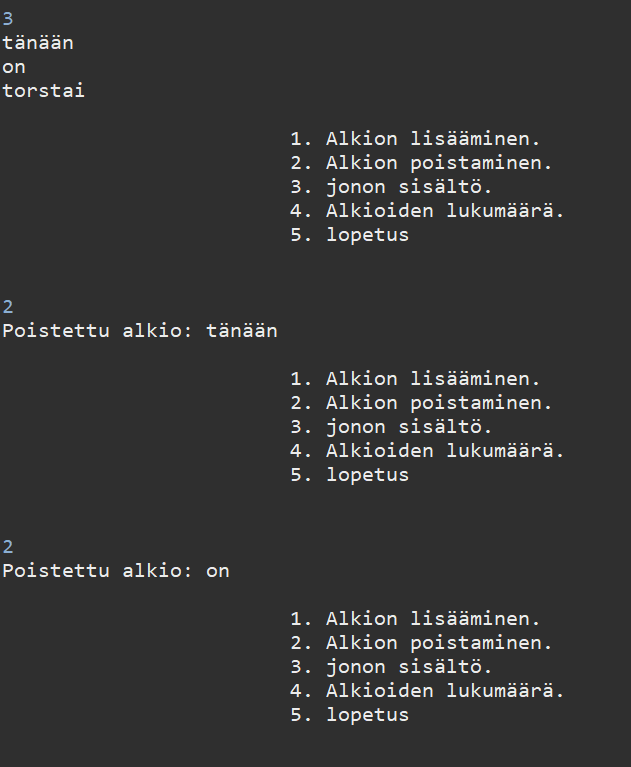 3
tänään
on
torstai
1. Alkion lisääminen.
2. Alkion poistaminen.
3. jonon sisältö.
4. Alkioiden lukumäärä.
5. lopetus
2
Poistettu alkio: tänään
1. Alkion lisääminen.
2. Alkion poistaminen.
3. jonon sisältö.
4. Alkioiden lukumäärä.
5. lopetus
2
Poistettu alkio: on
1. Alkion lisääminen.
2. Alkion poistaminen.
3. jonon sisältö.
4. Alkioiden lukumäärä.
5. lopetus